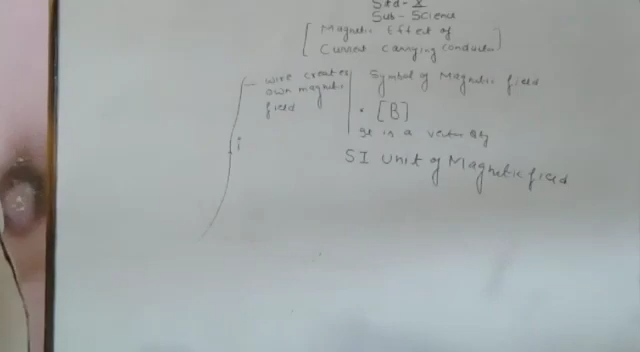 Std- X
Sub- Science
[ Magnetic Effect of
Current carrying conductor ]
wire creates
own magnetic
field
i
Symbol of Magnetic field
• [B]
It is a vector qty
SI Unit of Magnetic field